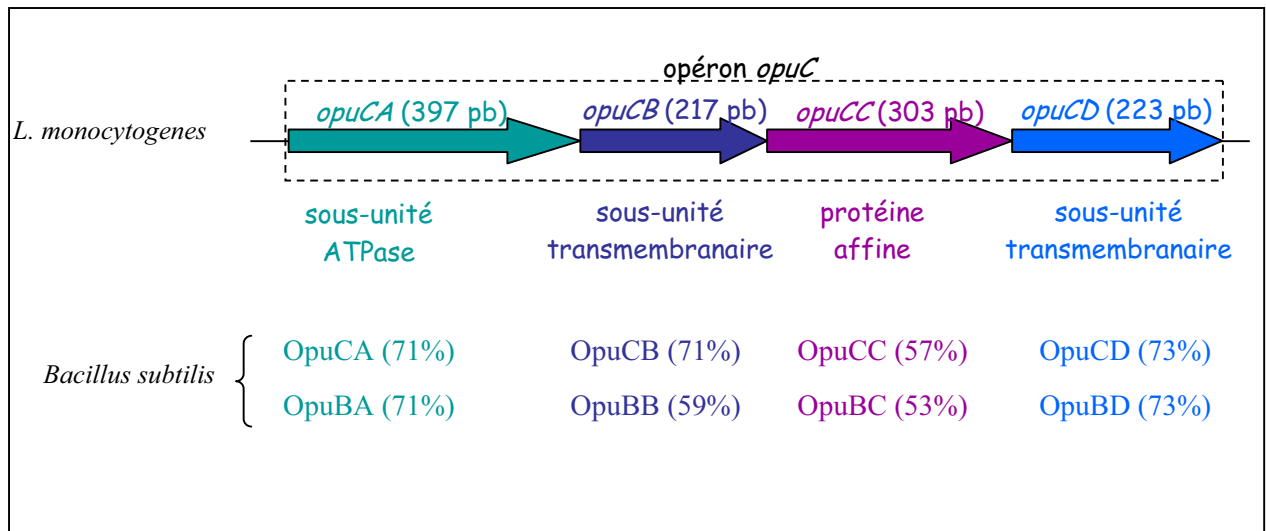 opéron opuC
opuCA (397 pb) opuCB (217 pb) opuCC (303 pb) opuCD (223 pb)
L. monocytogenes
sous-unité sous-unité protéine sous-unité
ATPase transmembranaire affine transmembranaire
OpuCA (71%) OpuCB (71%) OpuCC (57%) OpuCD (73%)
Bacillus subtilis
OpuBA (71%) OpuBB (59%) OpuBC (53%) OpuBD (73%)